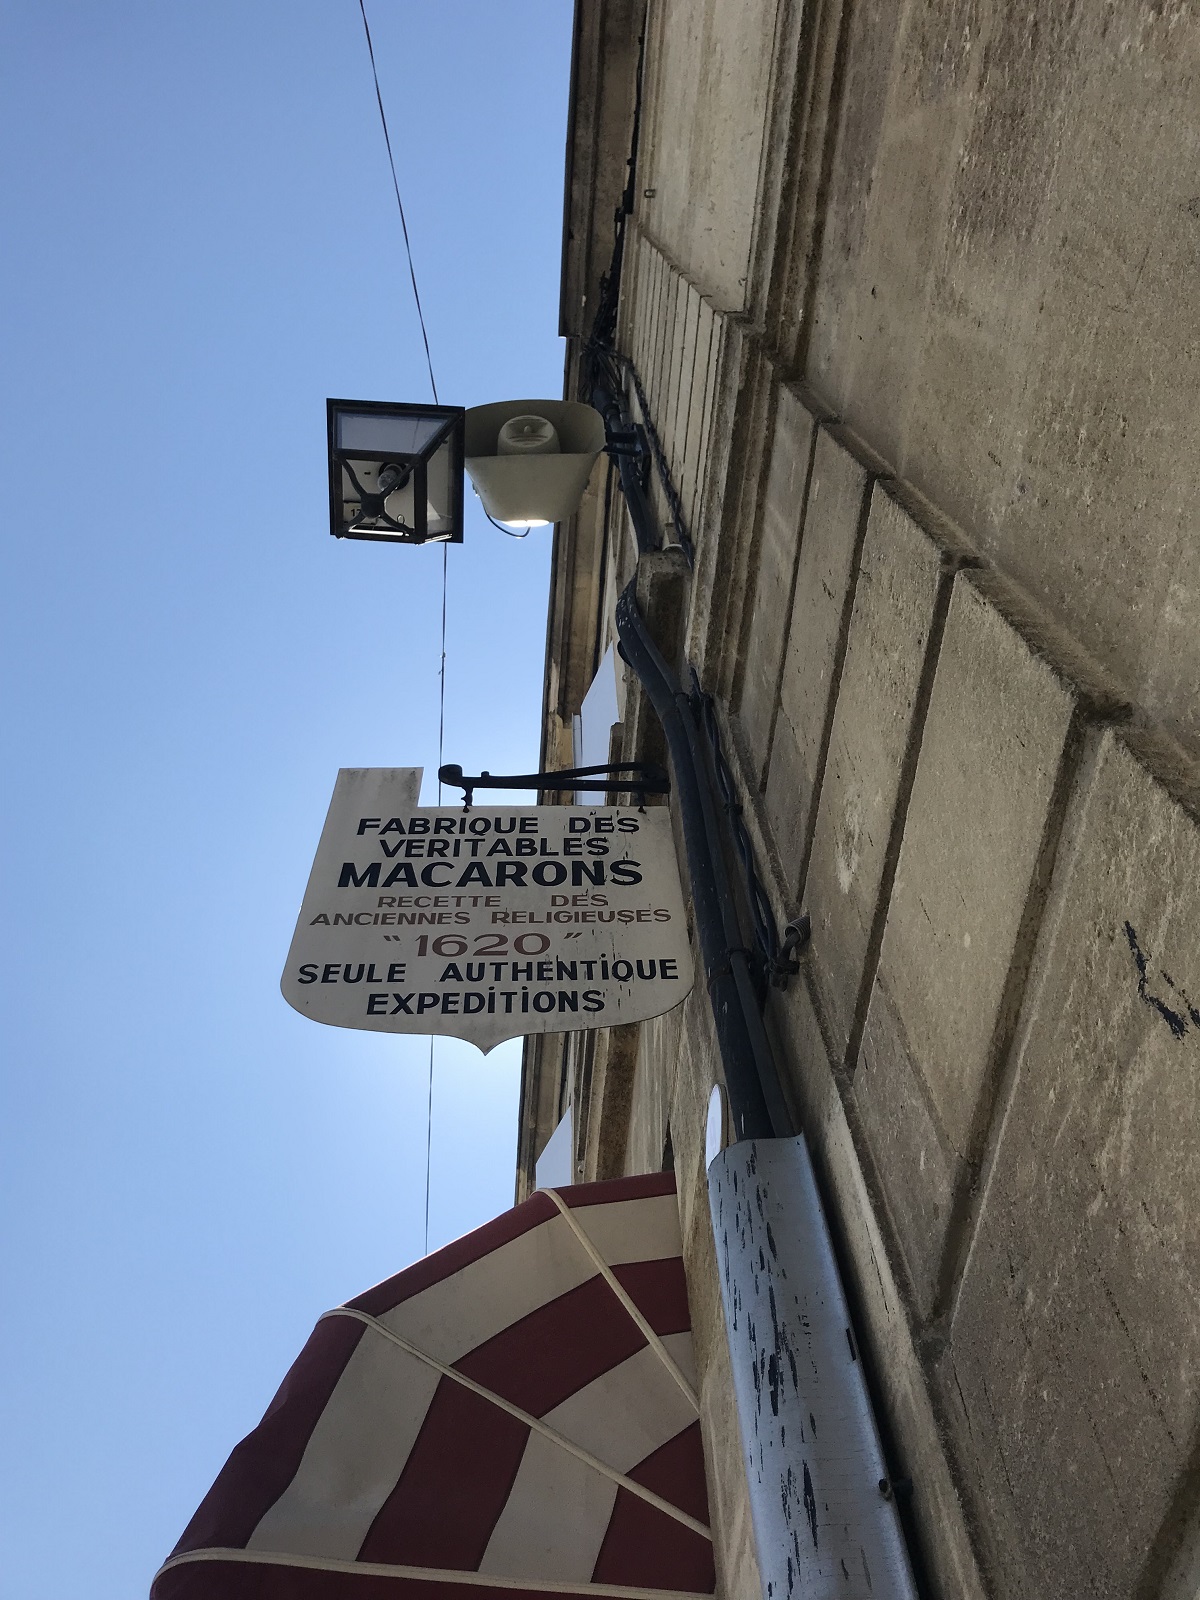 FABRIQUE DES
VERITABLES
MACARONS
RECETTE DES
ANCIENNES RELIGIEUSES
"1620"
SEULE AUTHENTIQUE
EXPEDITIONS